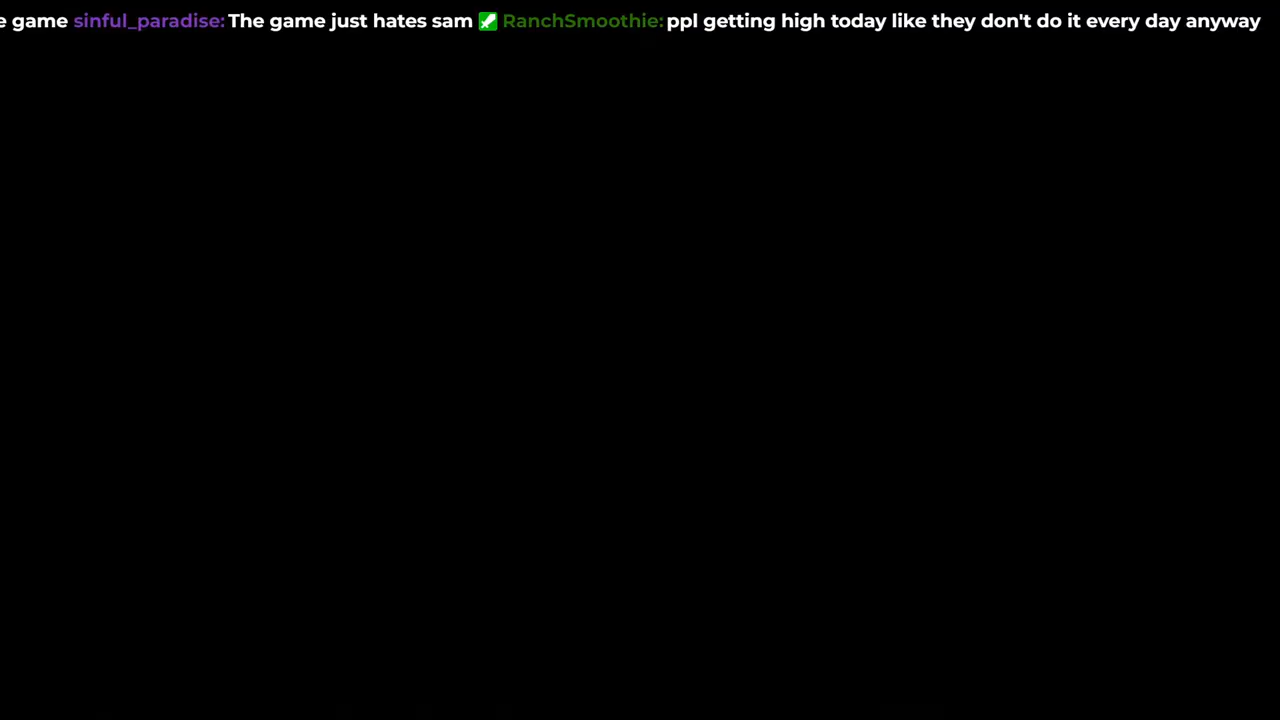 game sinful_paradise: The game just hates sam RanchSmoothie: ppl getting high today like they don't do it every day anyway